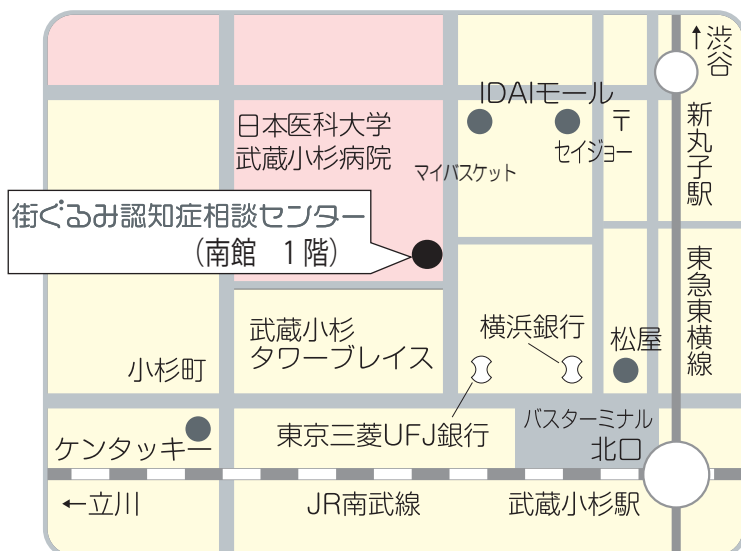 ↑渋谷
IDAIモール
日本医科大学
武蔵小杉病院
〒
新丸子駅
セイジョー
マイバスケット
街ぐるみ認知症相談センター
(南館 1階)
東急東横線
武蔵小杉
タワーブレイス
横浜銀行
松屋
小杉町
バスターミナル
北口
東京三菱UFJ銀行
ケンタッキー
←立川
JR南武線
武蔵小杉駅